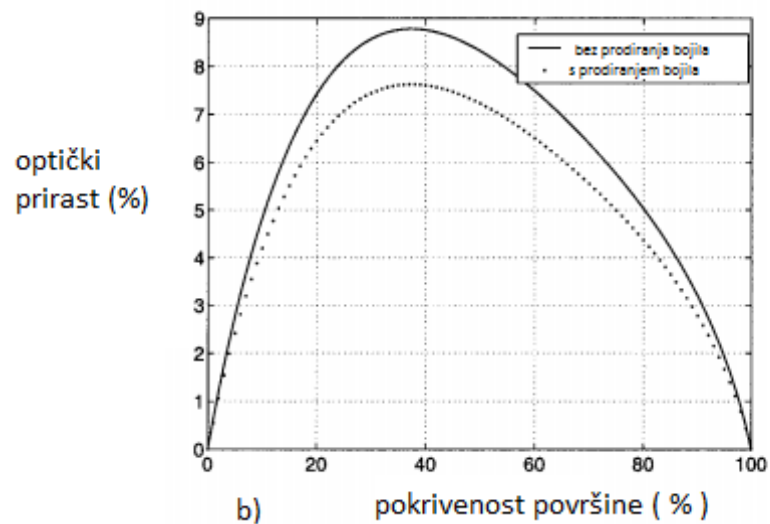 9
8
7
6
5
4
3
2
1
0
bez prodiranja bojila
s prodiranjem bojila
optički
prirast (%)
0 20 40 60 80 100
b) pokrivenost površine ( % )